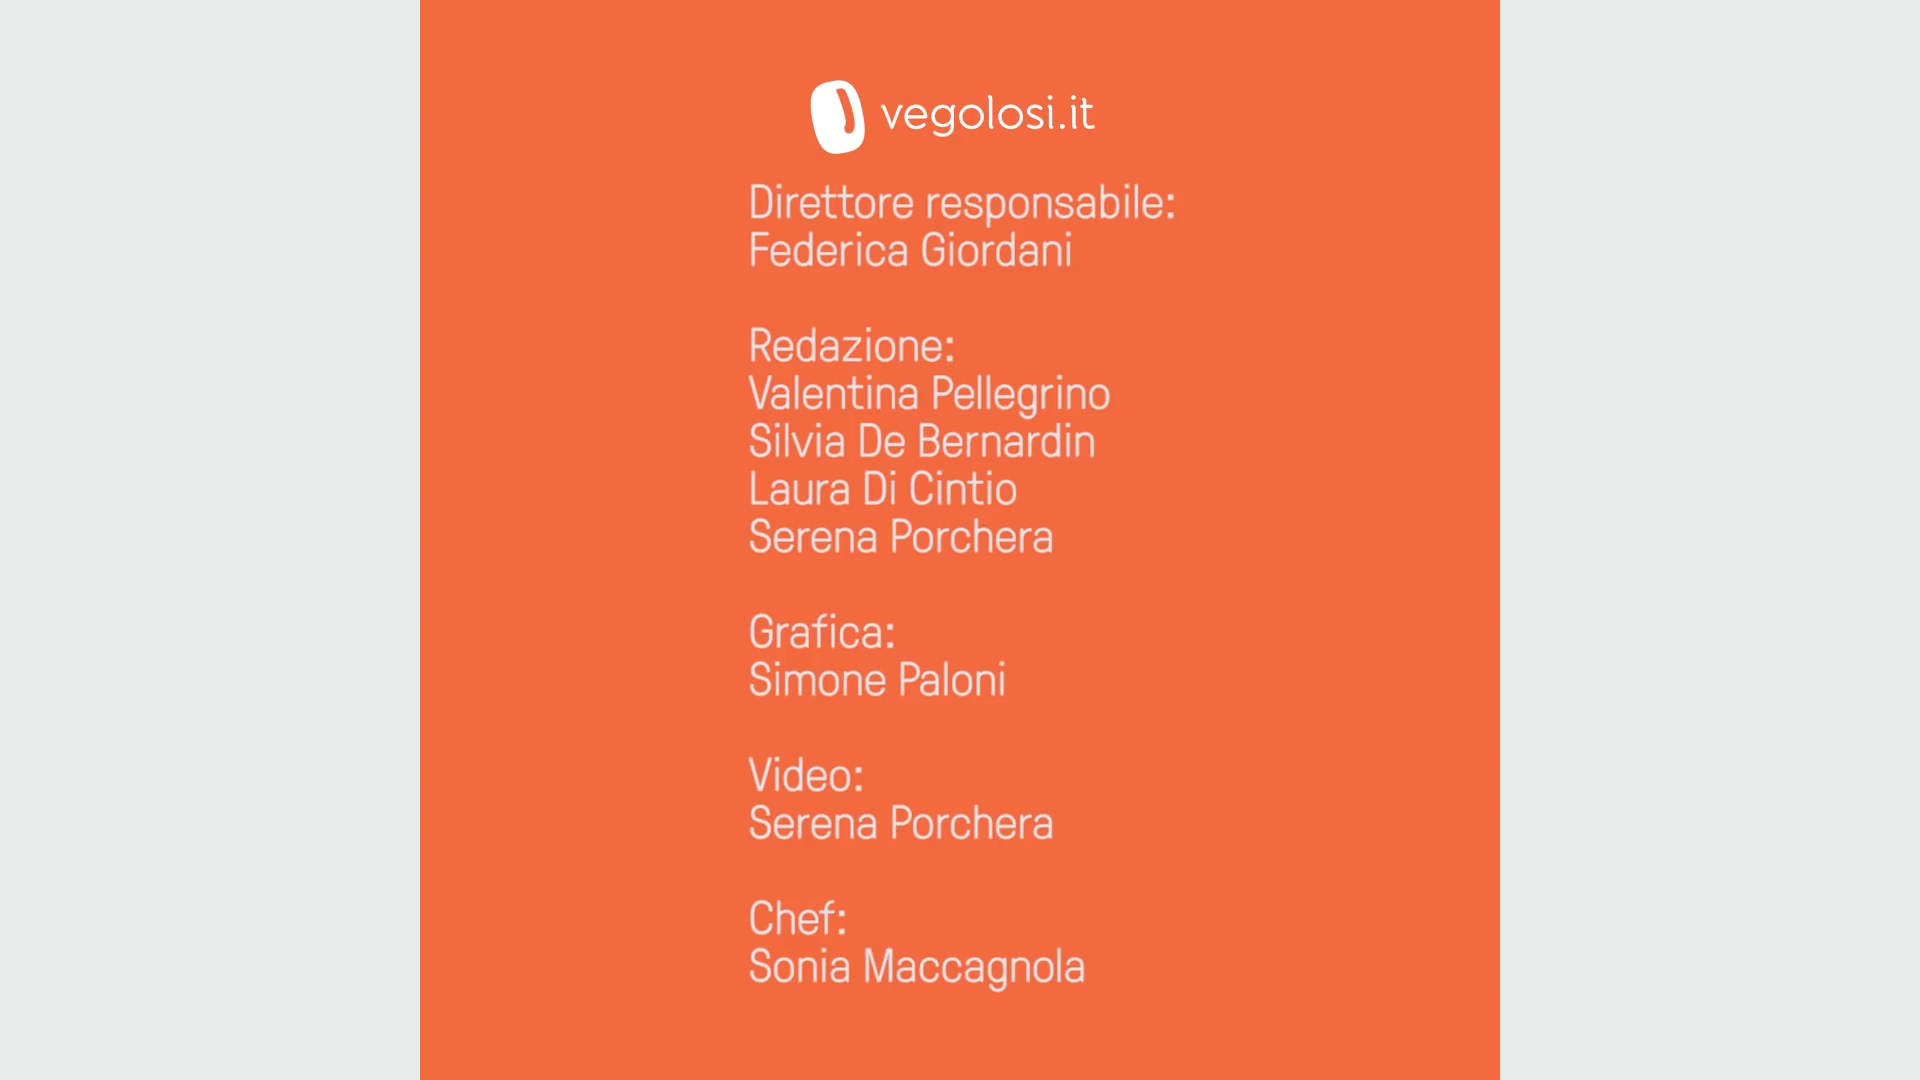 vegolosi.it
Direttore responsabile:
Federica Giordani
Redazione:
Valentina Pellegrino
Silvia De Bernardin
Laura Di Cintio
Serena Porchera
Grafica:
Simone Paloni
Video:
Serena Porchera
Chef:
Sonia Maccagnola